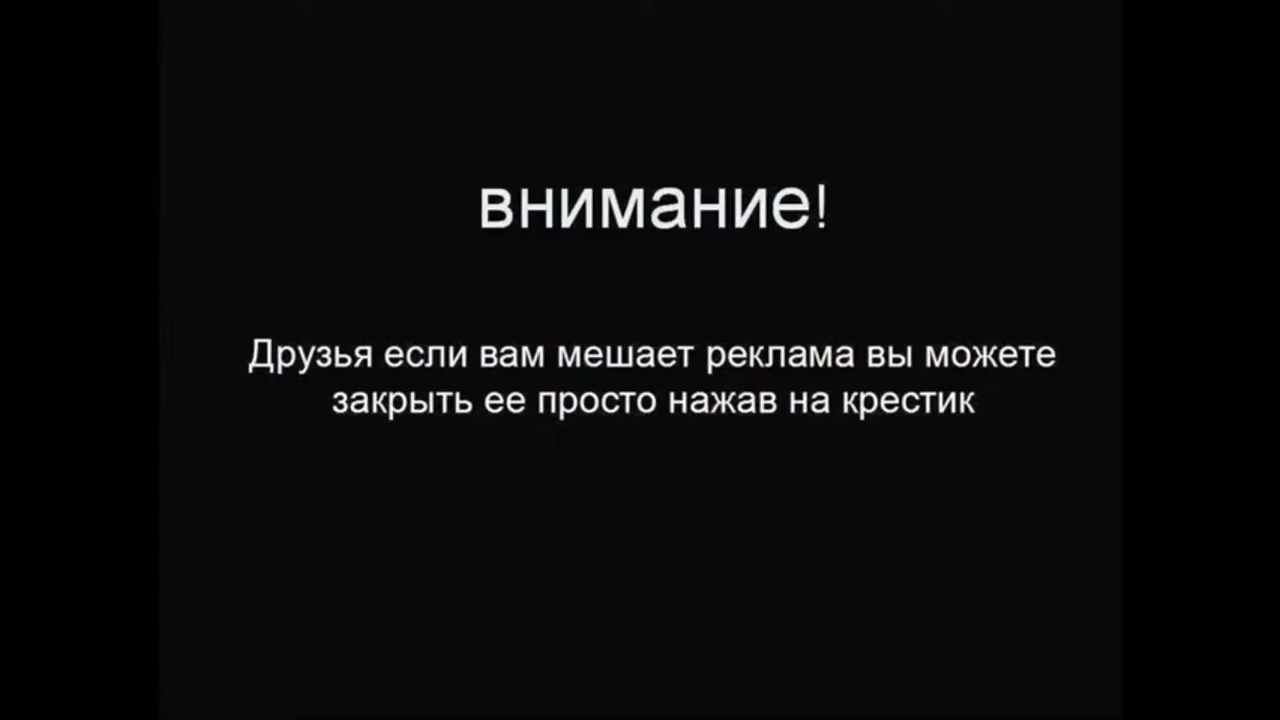 внимание!
Друзья если вам мешает реклама вы можете
закрыть ее просто нажав на крестик